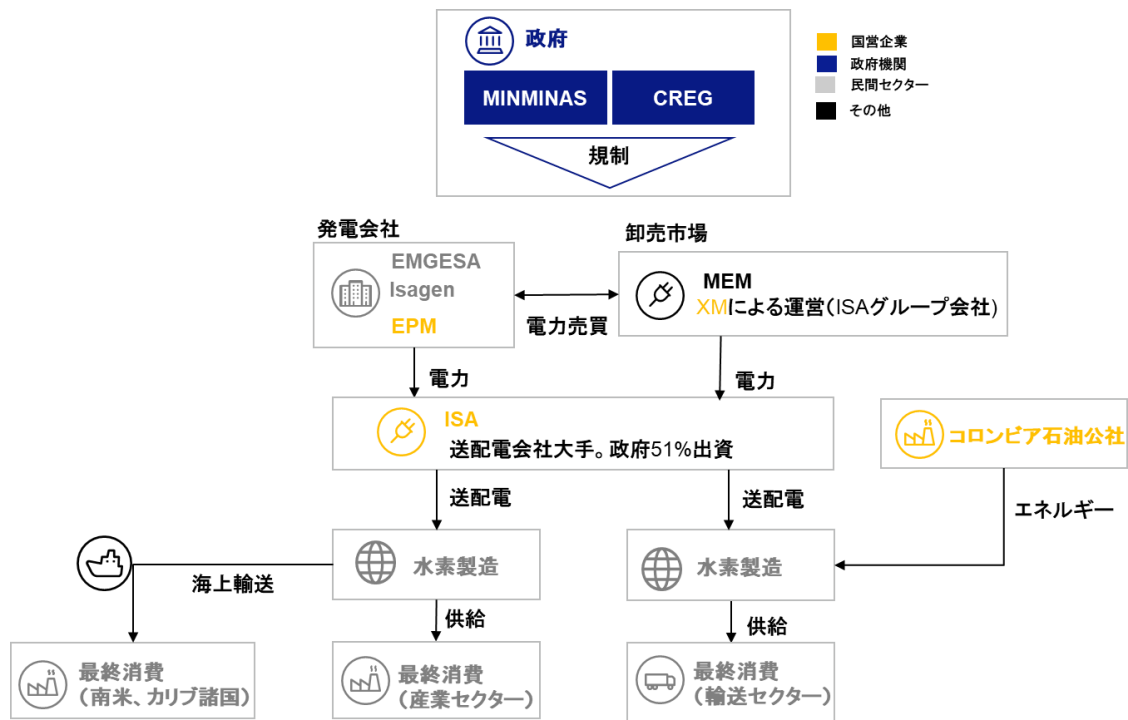 政府
MINMINAS
CREG
規制
国営企業
政府機関
民間セクター
その他
発電会社
EMGESA
Isagen
EPM
電力売買
卸売市場
MEM
XMによる運営(ISAグループ会社)
電力
電力
ISA
送配電会社大手。政府51%出資
コロンビア石油公社
送配電
送配電
エネルギー
水素製造
水素製造
海上輸送
供給
供給
最終消費
(南米、カリブ諸国)
最終消費
(産業セクター)
最終消費
(輸送セクター)